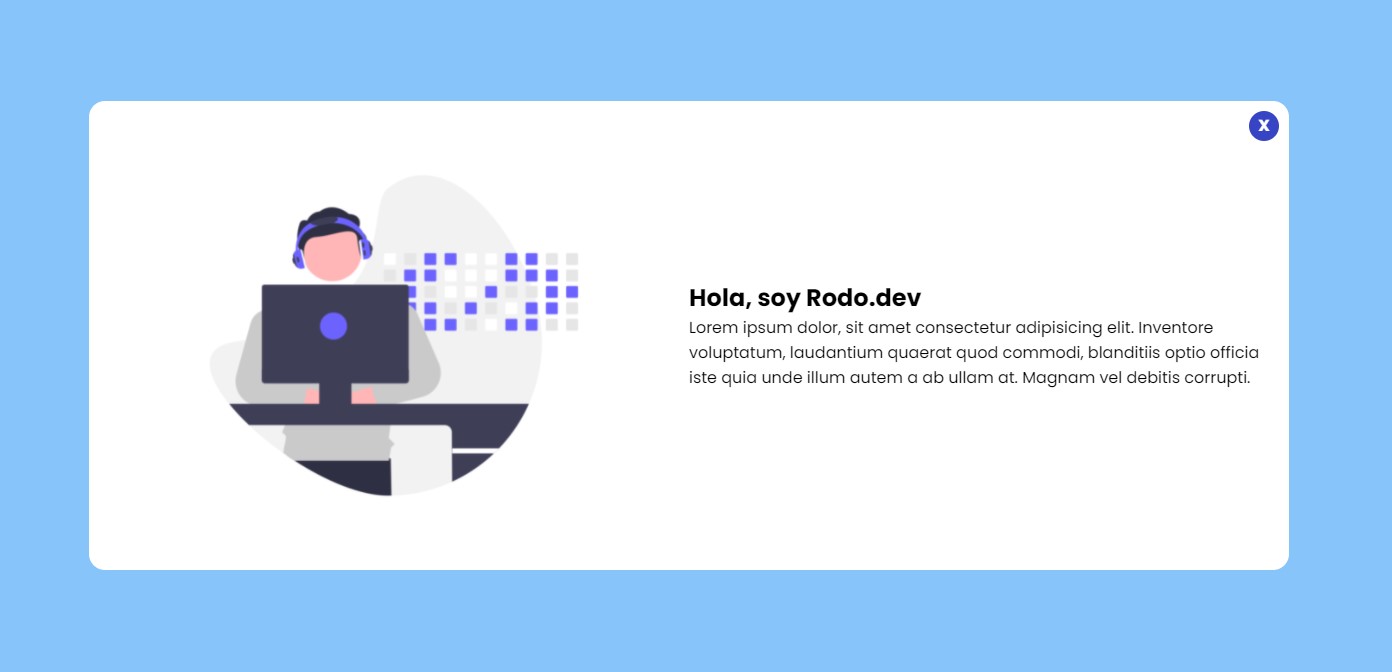 X
Hola, soy Rodo.dev
Lorem ipsum dolor, sit amet consectetur adipisicing elit. Inventore
voluptatum, laudantium quaerat quod commodi, blanditiis optio officia
iste quia unde illum autem a ab ullam at. Magnam vel debitis corrupti.